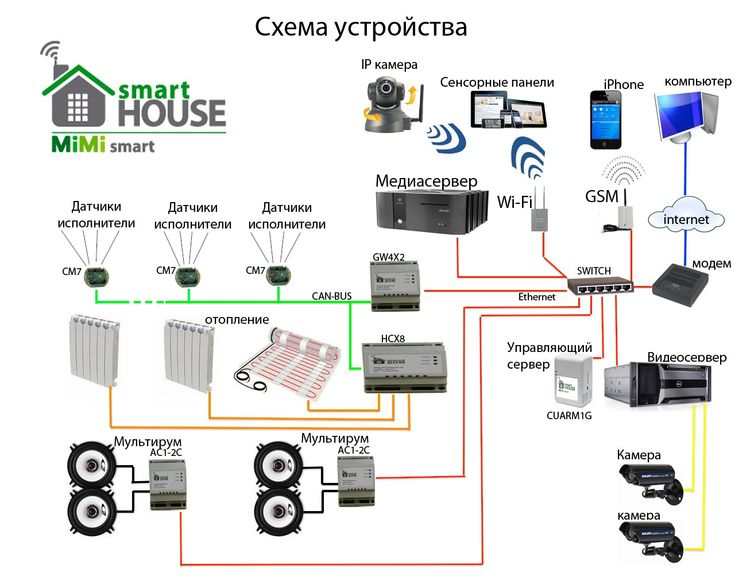 Схема устройства
smart
HOUSE
MiMi smart
IP камера
Сенсорные панели
iPhone
компьютер
Медиасервер
Wi-Fi
GSM
internet
модем
Датчики
исполнители
Датчики
исполнители
Датчики
исполнители
CM7
CM7
CM7
CAN-BUS
GW4X2
SWITCH
Ethernet
отопление
HCX8
Управляющий
сервер
smart
HOUSE
CUARM1G
Видеосервер
Мультирум
AC1-2C
Мультирум
AC1-2C
Камера
камера